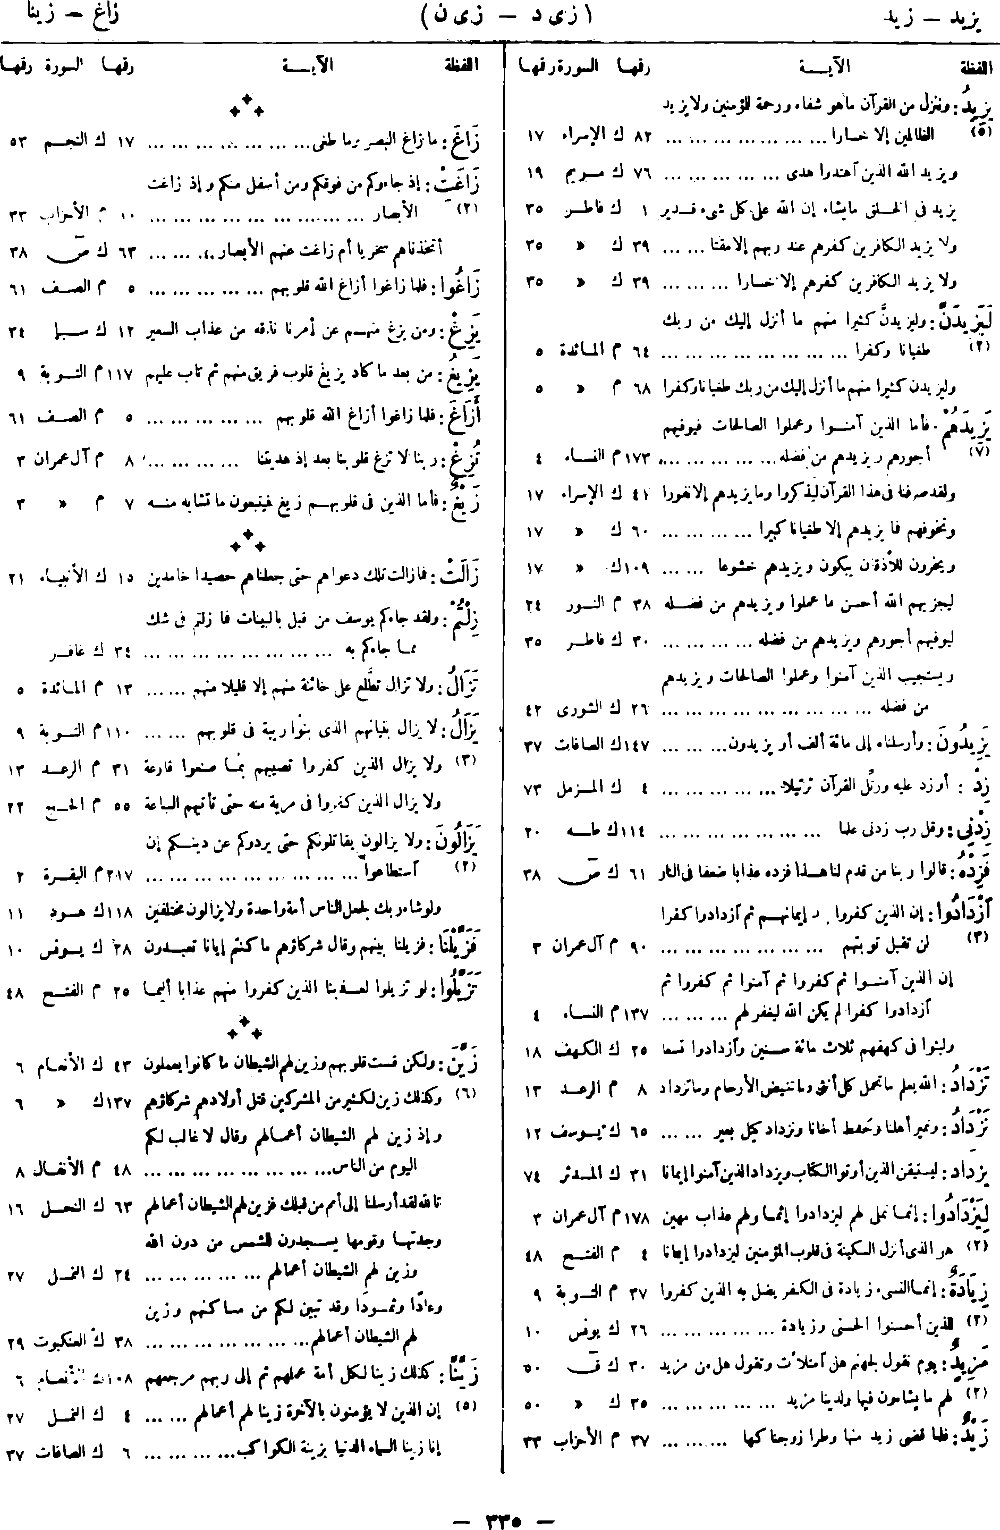 يزيد – زيد
(زی د – زی ن)
زاغ – زينا
اللفظة الآيــة رقمها السورة رقمها
يَزِيدُ: وننزل من القرآن ما هو شفاء ورحمة للمؤمنين ولا يزيد
(٥) الظالمين إلا خسارا ... ... ... ... ... ... ٨٢ ك الإسراء ١٧
ويزيد الله الذين آهتدوا هدى ... ... ... ... ... ٧٦ ك مريم ١٩
يزيد فى الخلق ما يشاء إن الله على كل شىء قدير ١ ك فاطر ٣٥
ولا يزيد الكافرين كفرهم عند ربهم إلا مقتا ... ... ٣٩ ك » ٣٥
ولا يزيد الكافرين كفرهم إلا خسارا ... ... ... ٣٩ ك » ٣٥
لَيَزِيدَنَّ: وليزيدنَّ كثيرا منهم ما أنزل إليك من ربك
(٢) طغيانا وكفرا ... ... ... ... ... ... ... ٦٤ م المائدة ٥
وليزيدن كثيرا منهم ما أنزل إليك من ربك طغيانا وكفرا ٦٨ م » ٥
يَزِيدَهُمْ: فأما الذين آمنوا وعملوا الصالحات فيوفيهم
(٧) أجورهم ويزيدهم من فضله ... ... ... ... ١٧٣ م النساء ٤
ولقد صرفنا فى هذا القرآن ليذكروا وما يزيدهم إلا نفورا ٤١ ك الإسراء ١٧
ونخوفهم فما يزيدهم إلا طغيانا كبيرا ... ... ... ... ٦٠ ك » ١٧
ويخرون للأذقان يبكون ويزيدهم خشوعا ... ... ١٠٩ ك » ١٧
ليجزيهم الله أحسن ما عملوا ويزيدهم من فضله ٣٨ م النور ٢٤
ليوفيهم أجورهم ويزيدهم من فضله ... ... ... ... ٣٠ ك فاطر ٣٥
ويستجيب الذين آمنوا وعملوا الصالحات ويزيدهم
من فضله ... ... ... ... ... ... ... ... ٢٦ ك الشورى ٤٢
يَزِيدُونَ: وأرسلناه إلى مائة ألف أو يزيدون ... ... ... ١٤٧ ك الصافات ٣٧
زِدْ: أو زد عليه ورتِّل القرآن ترتيلا ... ... ... ... ٤ ك المزمل ٧٣
زِدْنِي: وقل رب زدنى علما ... ... ... ... ... ... ١١٤ ك طه ٢٠
فَزِدْهُ: قالوا ربنا من قدم لنا هذا فزده عذابا ضعفا فى النار ٦١ ك صٓ ٣٨
آزْدَادُوا: إن الذين كفروا بعد إيمانهم ثم آزدادوا كفرا
(٣) لن تقبل توبتهم ... ... ... ... ... ... ... ٩٠ م آل عمران ٣
إن الذين آمنوا ثم كفروا ثم آمنوا ثم كفروا ثم
آزدادوا كفرا لم يكن الله ليغفر لهم ... ... ... ١٣٧ م النساء ٤
ولبثوا فى كهفهم ثلاث مائة سنين وآزدادوا تسعا ٢٥ ك الكهف ١٨
تَزْدَادُ: الله يعلم ما تحمل كل أنثى وما تغيض الأرحام وما تزداد ٨ م الرعد ١٣
نَزْدَادُ: ونمير أهلنا ونحفظ أخانا ونزداد كيل بعير ... ... ٦٥ ك يوسف ١٢
يزداد: ليستيقن الذين أوتوا الكتاب ويزداد الذين آمنوا إيمانا ٣١ ك المدثر ٧٤
لِيَزْدَادُوا: إنما نملى لهم ليزدادوا إثما ولهم عذاب مهين ١٧٨ م آل عمران ٣
(٢) هو الذى أنزل السكينة فى قلوب المؤمنين ليزدادوا إيمانا ٤ م الفتح ٤٨
زِيَادَةٌ: إنما النسىء زيادة فى الكفر يضل به الذين كفروا ٣٧ م التوبة ٩
(٢) للذين أحسنوا الحسنى وزيادة ... ... ... ... ٢٦ ك يونس ١٠
مَزِيدٌ: يوم نقول لجهنم هل آمتلأت وتقول هل من مزيد ٣٠ ك قٓ ٥٠
(٢) لهم ما يشاءون فيها ولدينا مزيد ... ... ... ... ٣٥ ك » ٥٠
زَيْدٌ: فلما قضى زيد منها وطرا زوجناكها ... ... ... ٣٧ م الأحزاب ٣٣
اللفظة الآيــة رقمها السورة رقمها
زَاغَ: ما زاغ البصر وما طغى ... ... ... ... ... ... ١٧ ك النجم ٥٣
زَاغَتْ: إذ جاءوكم من فوقكم ومن أسفل منكم وإذ زاغت
(٢) الأبصار ... ... ... ... ... ... ... ... ١٠ م الأحزاب ٣٣
أتخذناهم سخريا أم زاغت عنهم الأبصار ... ... ... ٦٣ ك صٓ ٣٨
زَاغُوا: فلما زاغوا أزاغ الله قلوبهم ... ... ... ... ... ٥ م الصف ٦١
يَزِغْ: ومن يزغ منهم عن أمرنا نذقه من عذاب السعير ١٢ ك سبإ ٣٤
يَزِيغُ: من بعد ما كاد يزيغ قلوب فريق منهم ثم تاب عليهم ١١٧ م التوبة ٩
أَزَاغَ: فلما زاغوا أزاغ الله قلوبهم ... ... ... ... ... ٥ م الصف ٦١
تُزِغْ: ربنا لا تزغ قلوبنا بعد إذ هديتنا ... ... ... ... ٨ م آل عمران ٣
زَيْغٌ: فأما الذين فى قلوبهم زيغ فيتبعون ما تشابه منه ٧ م » ٣
زَالَتْ: فما زالت تلك دعواهم حتى جعلناهم حصيدا خامدين ١٥ ك الأنبياء ٢١
زِلْتُمْ: ولقد جاءكم يوسف من قبل بالبينات فما زلتم فى شك
مما جاءكم به ... ... ... ... ... ... ... ٣٤ ك غافر
تَزَالُ: ولا تزال تطَّلع على خائنة منهم إلا قليلا منهم ... ... ١٣ م المائدة ٥
يَزَالُ: لا يزال بنيانهم الذى بنوْا ريبة فى قلوبهم ... ... ١١٠ م التوبة ٩
(٣) ولا يزال الذين كفروا تصيبهم بما صنعوا قارعة ٣١ م الرعد ١٣
ولا يزال الذين كفروا فى مرية منه حتى تأتيهم الساعة ٥٥ م الحج ٢٢
يَزَالُونَ: ولا يزالون يقاتلونكم حتى يردوكم عن دينكم إن
(٢) آستطاعوا ... ... ... ... ... ... ... ... ٢١٧ م البقرة ٢
ولو شاء ربك لجعل الناس أمة واحدة ولا يزالون مختلفين ١١٨ ك هود ١١
فَزَيَّلْنَا: فزيلنا بينهم وقال شركاؤهم ما كنتم إيانا تعبدون ٢٨ ك يونس ١٠
تَزَيَّلُوا: لو تزيلوا لعذبنا الذين كفروا منهم عذابا أليما ٢٥ م الفتح ٤٨
زَيَّنَ: ولكن قست قلوبهم وزين لهم الشيطان ما كانوا يعملون ٤٣ ك الأنعام ٦
(٦) وكذلك زين لكثير من المشركين قتل أولادهم شركاؤهم ١٣٧ ك » ٦
وإذ زين لهم الشيطان أعمالهم وقال لا غالب لكم
اليوم من الناس ... ... ... ... ... ... ... ٤٨ م الأنفال ٨
تالله لقد أرسلنا إلى أمم من قبلك فزين لهم الشيطان أعمالهم ٦٣ ك النحل ١٦
وجدتها وقومها يسجدون للشمس من دون الله
وزين لهم الشيطان أعمالهم ... ... ... ... ... ٢٤ ك النمل ٢٧
وعادًا وثمودا وقد تبين لكم من مساكنهم وزين
لهم الشيطان أعمالهم ... ... ... ... ... ... ٣٨ ك العنكبوت ٢٩
زَيَّنَّا: كذلك زينا لكل أمة عملهم ثم إلى ربهم مرجعهم ١٠٨ ك الأنعام ٦
(٥) إن الذين لا يؤمنون بالآخرة زينا لهم أعمالهم ... ... ٤ ك النمل ٢٧
إنا زينا السماء الدنيا بزينة الكواكب ... ... ... ... ٦ ك الصافات ٣٧
– ٣٣٥ –